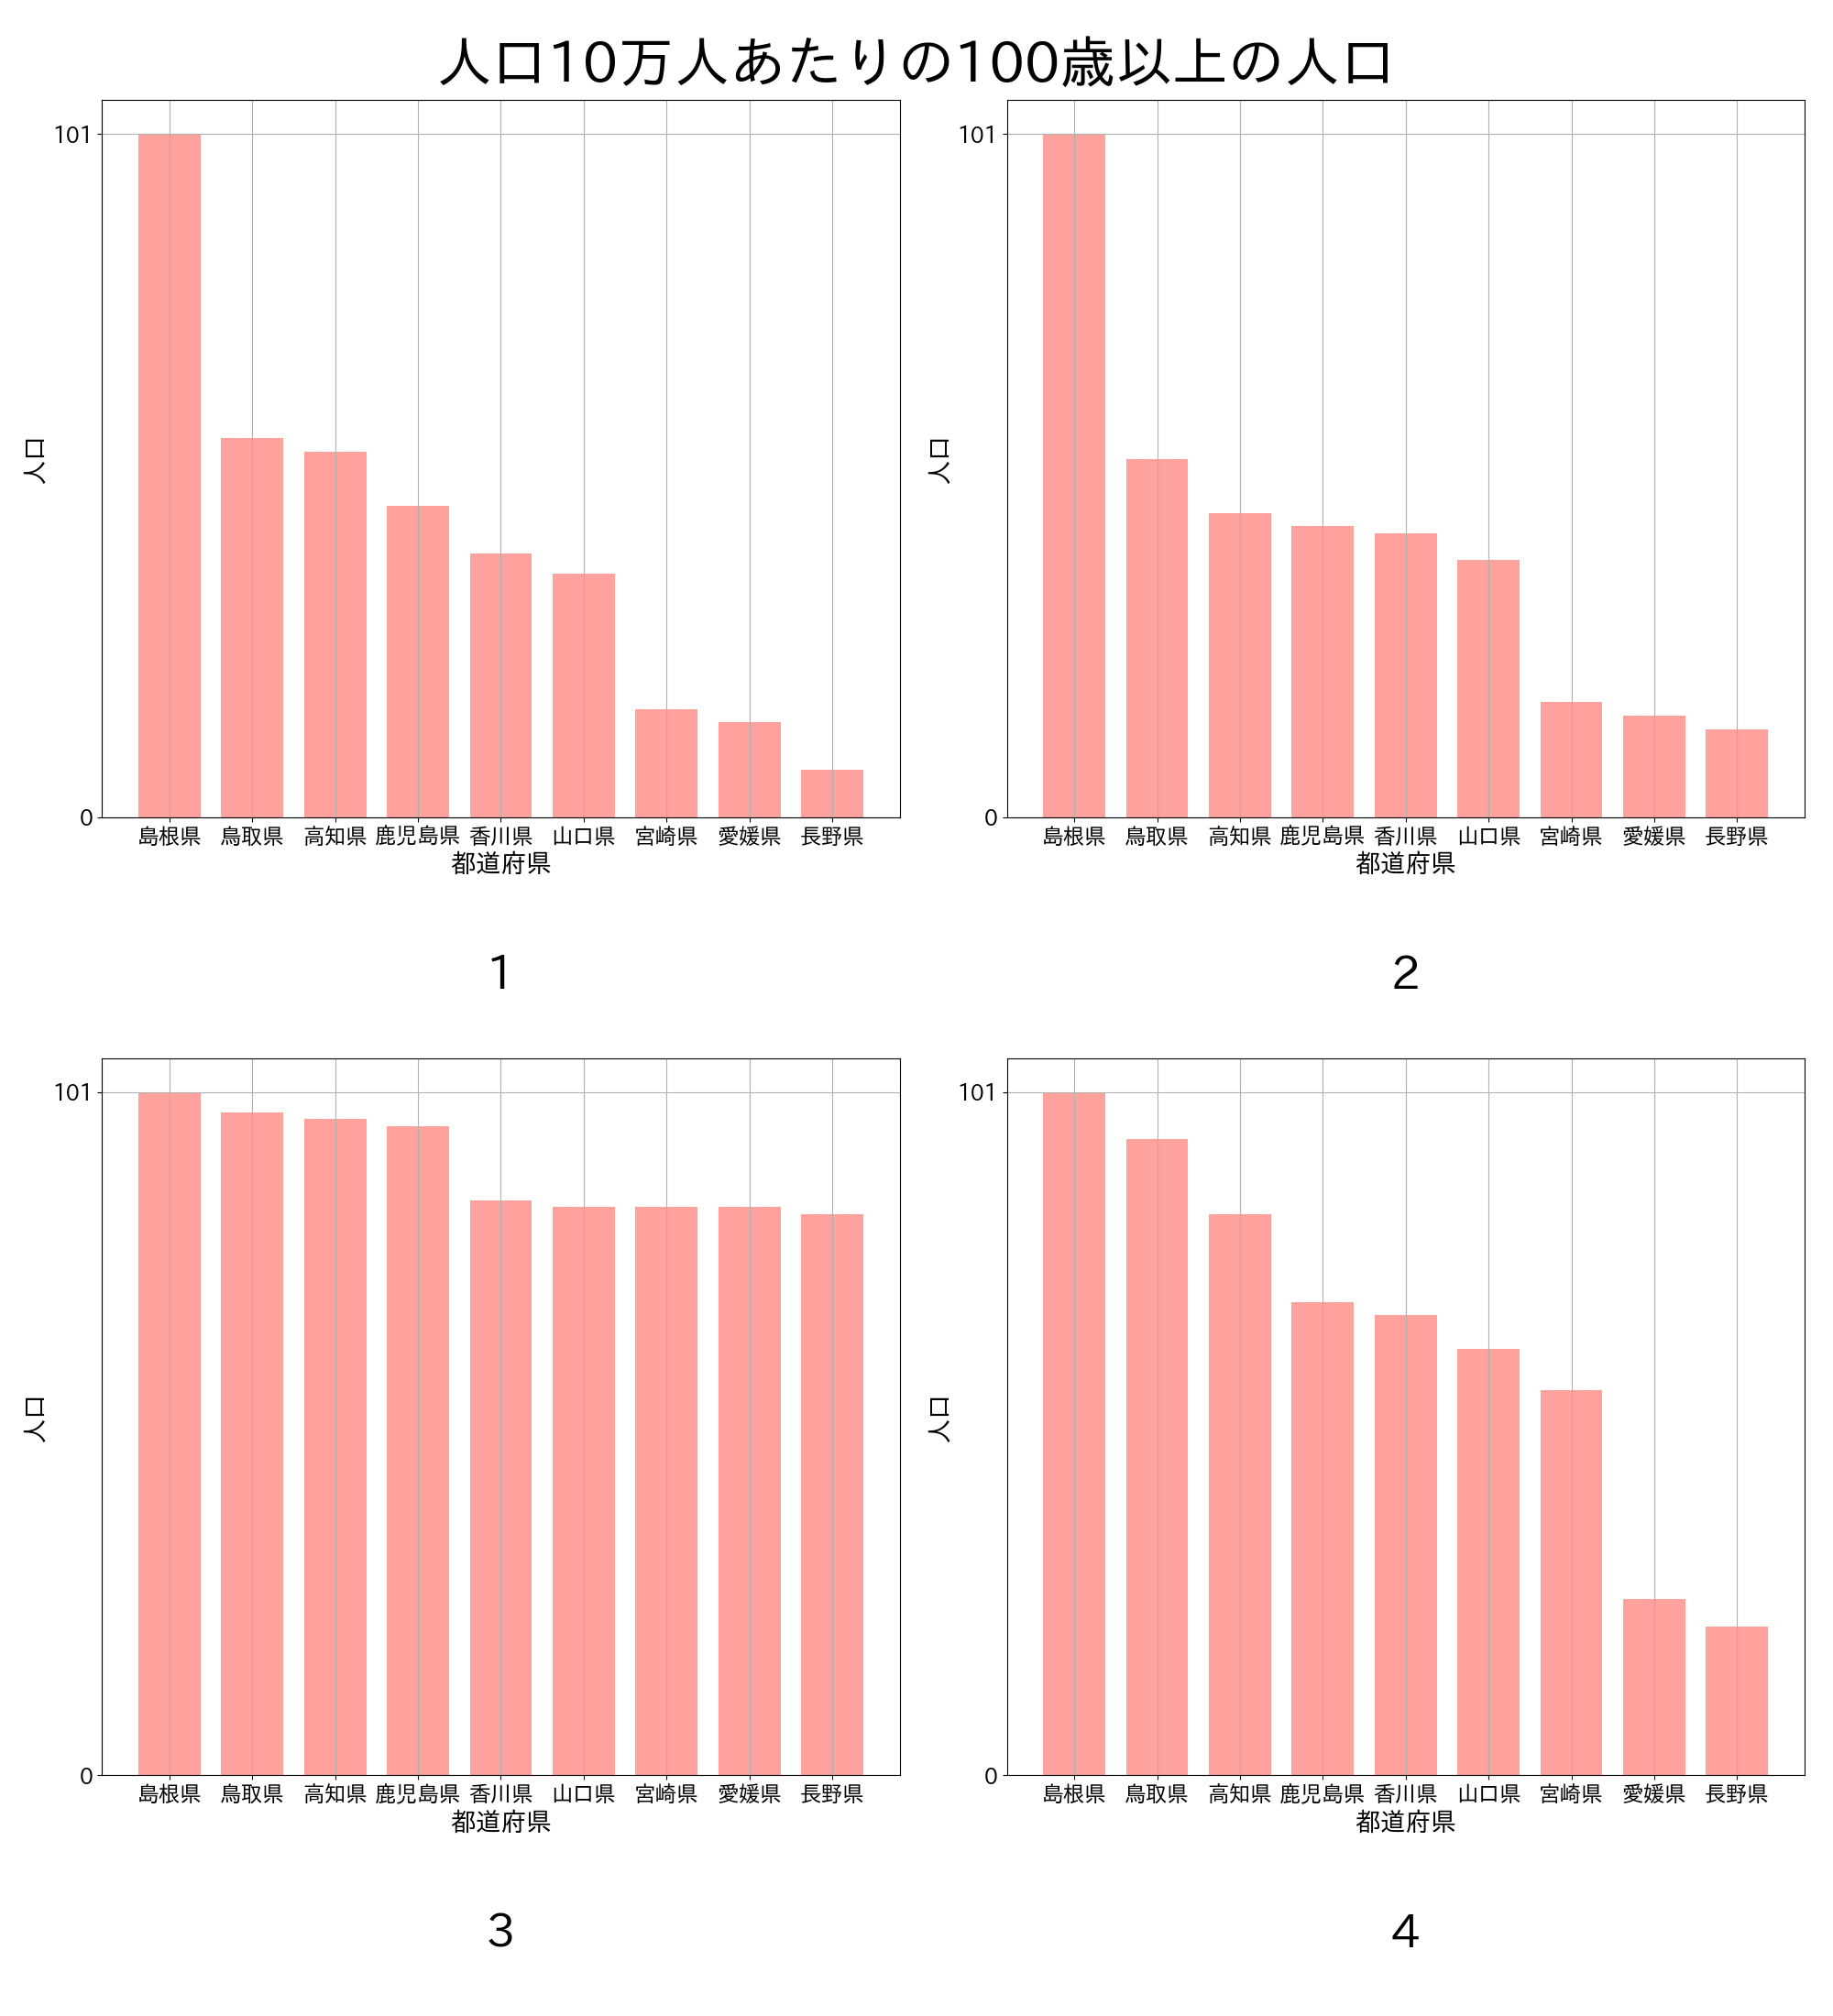 人口10万人あたりの100歳以上の人口
101
人口
0
島根県 鳥取県 高知県 鹿児島県 香川県 山口県 宮崎県 愛媛県 長野県
都道府県
1
101
人口
0
島根県 鳥取県 高知県 鹿児島県 香川県 山口県 宮崎県 愛媛県 長野県
都道府県
2
101
人口
0
島根県 鳥取県 高知県 鹿児島県 香川県 山口県 宮崎県 愛媛県 長野県
都道府県
3
101
人口
0
島根県 鳥取県 高知県 鹿児島県 香川県 山口県 宮崎県 愛媛県 長野県
都道府県
4